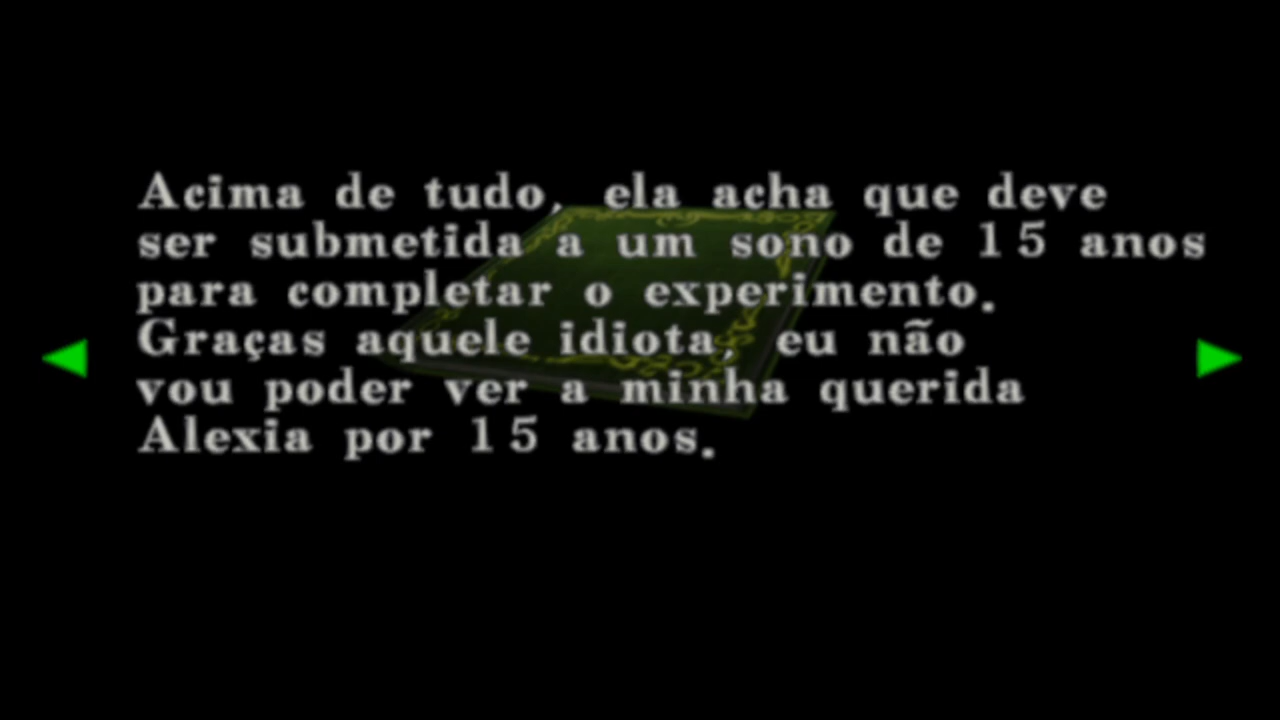 Acima de tudo, ela acha que deve
ser submetida a um sono de 15 anos
para completar o experimento.
Graças aquele idiota, eu não
vou poder ver a minha querida
Alexia por 15 anos.